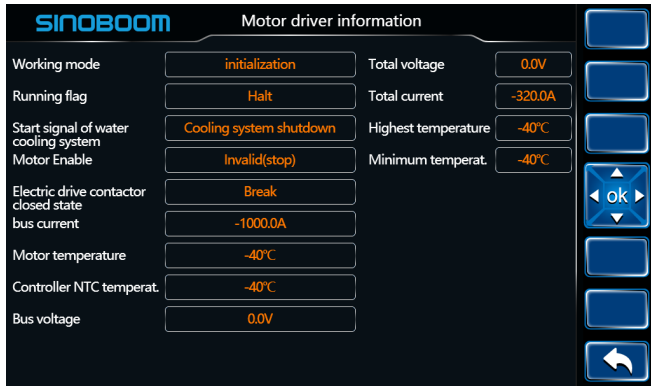 SINOBOOM
Motor driver information
Working mode
initialization
Running flag
Halt
Start signal of water
cooling system
Cooling system shutdown
Motor Enable
Invalid(stop)
Electric drive contactor
closed state
Break
bus current
-1000.0A
Motor temperature
-40℃
Controller NTC temperat.
-40℃
Bus voltage
0.0V
Total voltage
0.0V
Total current
-320.0A
Highest temperature
-40℃
Minimum temperat.
-40℃
ok